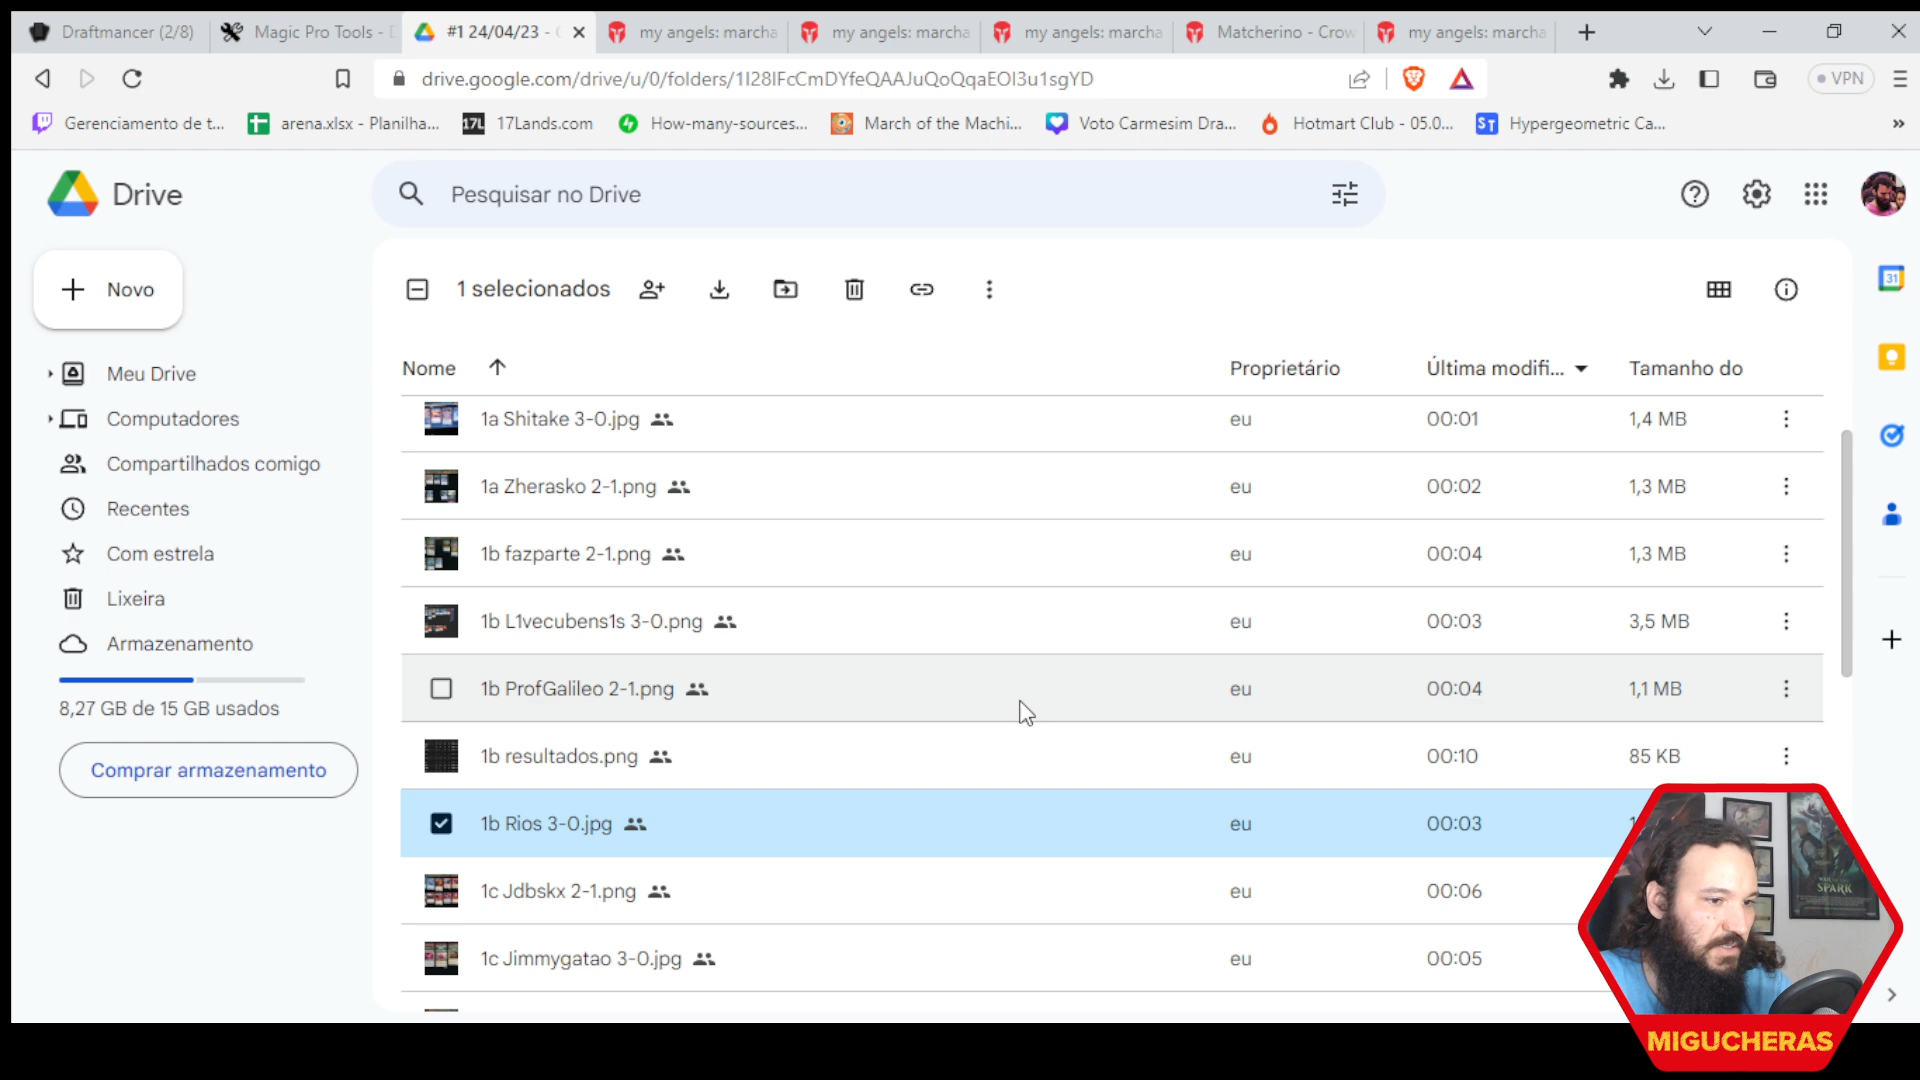 Draftmancer (2/8)
Magic Pro Tools -
#1 24/04/23 -
my angels: marcha
my angels: marcha
my angels: marcha
Matcherino - Crow
my angels: marcha
drive.google.com/drive/u/0/folders/1I28IFcCmDYfeQAAJuQoQqaEOI3u1sgYD
VPN
Gerenciamento de t...
arena.xlsx - Planilha...
17L 17Lands.com
How-many-sources...
March of the Machi...
Voto Carmesim Dra...
Hotmart Club - 05.0...
ST Hypergeometric Ca...
Drive
Pesquisar no Drive
Novo
1 selecionados
31
Nome
Proprietário
Última modifi...
Tamanho do
Meu Drive
Computadores
Compartilhados comigo
Recentes
Com estrela
Lixeira
Armazenamento
8,27 GB de 15 GB usados
Comprar armazenamento
1a Shitake 3-0.jpg eu 00:01 1,4 MB
1a Zherasko 2-1.png eu 00:02 1,3 MB
1b fazparte 2-1.png eu 00:04 1,3 MB
1b L1vecubens1s 3-0.png eu 00:03 3,5 MB
1b ProfGalileo 2-1.png eu 00:04 1,1 MB
1b resultados.png eu 00:10 85 KB
1b Rios 3-0.jpg eu 00:03
1c Jdbskx 2-1.png eu 00:06
1c Jimmygatao 3-0.jpg eu 00:05
SPARK
MIGUCHERAS